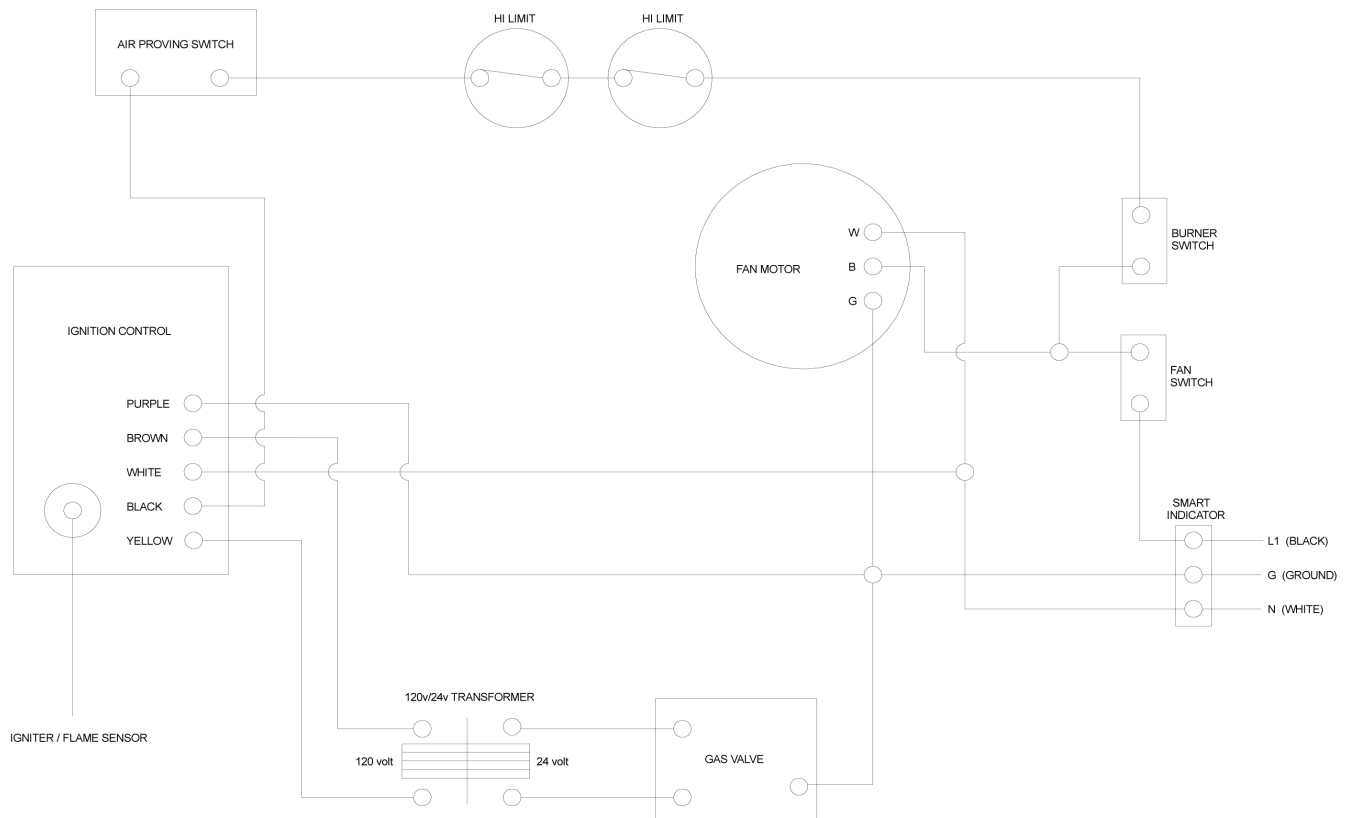 HI LIMIT
HI LIMIT
AIR PROVING SWITCH
W
BURNER
SWITCH
FAN MOTOR
B
G
IGNITION CONTROL
FAN
SWITCH
PURPLE
BROWN
WHITE
SMART
INDICATOR
BLACK
YELLOW
L1 (BLACK)
G (GROUND)
N (WHITE)
120v/24v TRANSFORMER
IGNITER / FLAME SENSOR
120 volt
24 volt
GAS VALVE